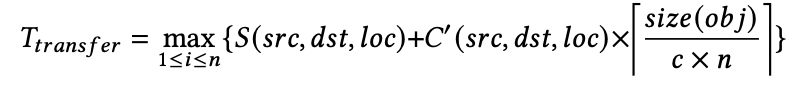 T_{transfer} = \max_{1 \le i \le n} \{S(src, dst, loc) + C'(src, dst, loc) \times \left\lceil \frac{size(obj)}{c \times n} \right\rceil \}